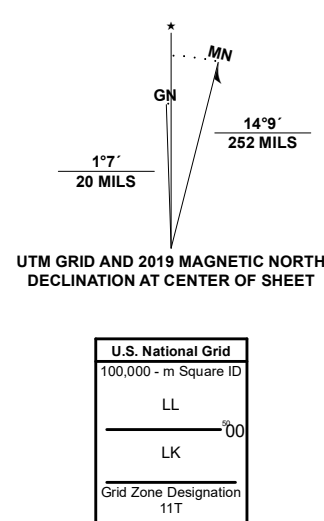 ★
MN
GN
14°9´
252 MILS
1°7´
20 MILS
UTM GRID AND 2019 MAGNETIC NORTH
DECLINATION AT CENTER OF SHEET
U.S. National Grid
100,000 - m Square ID
LL
⁵⁰00
LK
Grid Zone Designation
11T